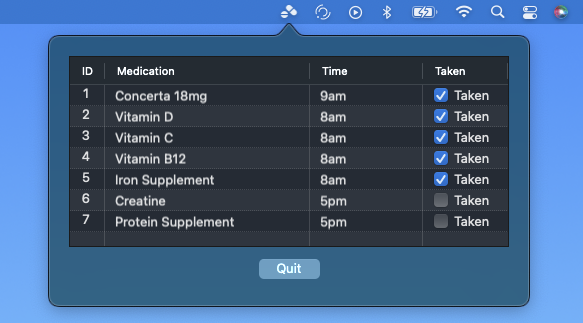 ID Medication Time Taken
1 Concerta 18mg 9am Taken
2 Vitamin D 8am Taken
3 Vitamin C 8am Taken
4 Vitamin B12 8am Taken
5 Iron Supplement 8am Taken
6 Creatine 5pm Taken
7 Protein Supplement 5pm Taken
Quit